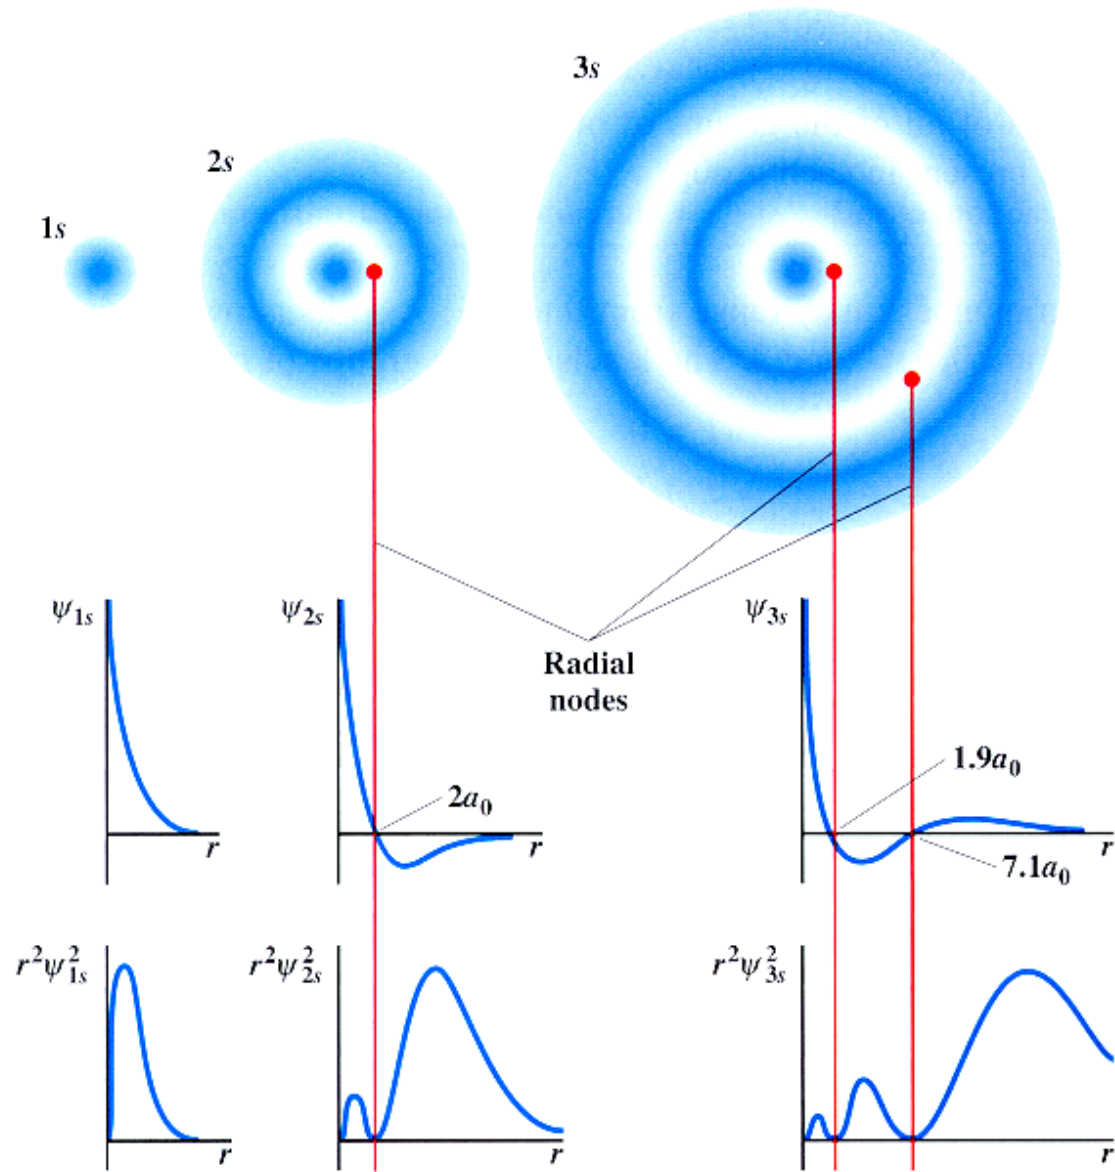 3s
2s
1s
ψ1s
ψ2s
ψ3s
Radial
nodes
2a0
1.9a0
7.1a0
r
r
r
r²ψ²1s
r²ψ²2s
r²ψ²3s
r
r
r